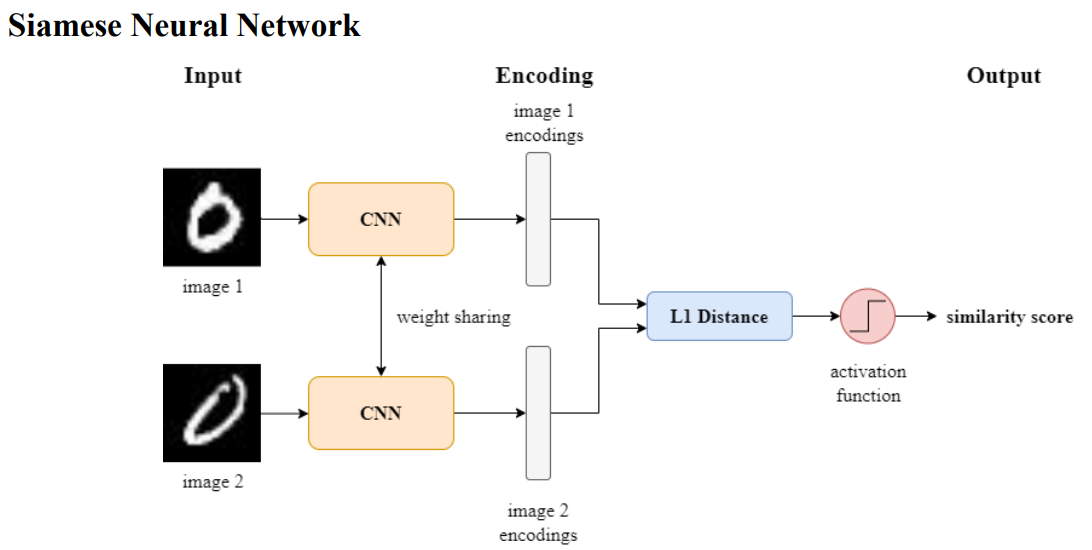 Siamese Neural Network
Input
Encoding
Output
image 1
encodings
CNN
image 1
weight sharing
L1 Distance
similarity score
activation
function
CNN
image 2
image 2
encodings